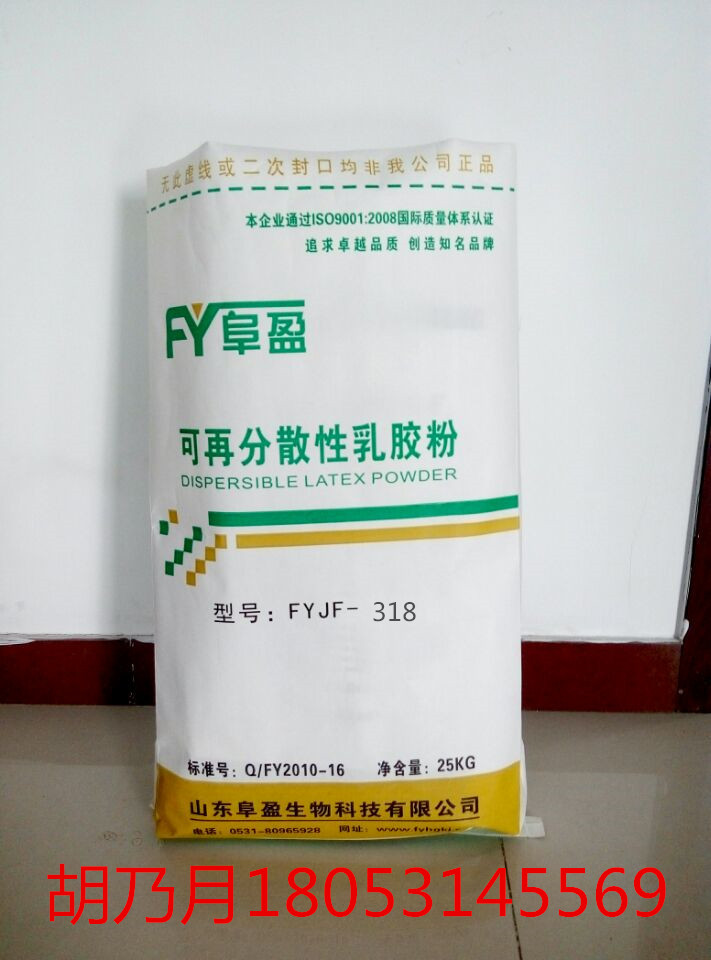 无此虚线或二次封口均非我公司正品
本企业通过ISO9001:2008国际质量体系认证
追求卓越品质 创造知名品牌
FY阜盈
可再分散性乳胶粉
DISPERSIBLE LATEX POWDER
型号：FYJF-318
标准号：Q/FY2010-16 净含量：25KG
山东阜盈生物科技有限公司
电话：0531-80965928 网址：
胡乃月18053145569